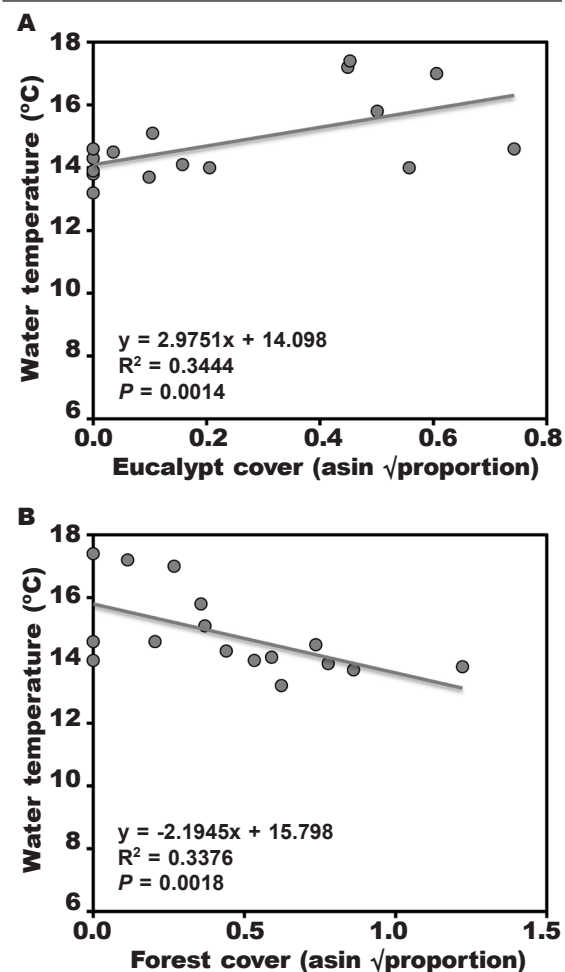 A
Water temperature (ºC)
18
16
14
12
10
8
6
y = 2.9751x + 14.098
R² = 0.3444
P = 0.0014
0.0 0.2 0.4 0.6 0.8
Eucalypt cover (asin √proportion)
B
Water temperature (ºC)
18
16
14
12
10
8
6
y = -2.1945x + 15.798
R² = 0.3376
P = 0.0018
0.0 0.5 1.0 1.5
Forest cover (asin √proportion)